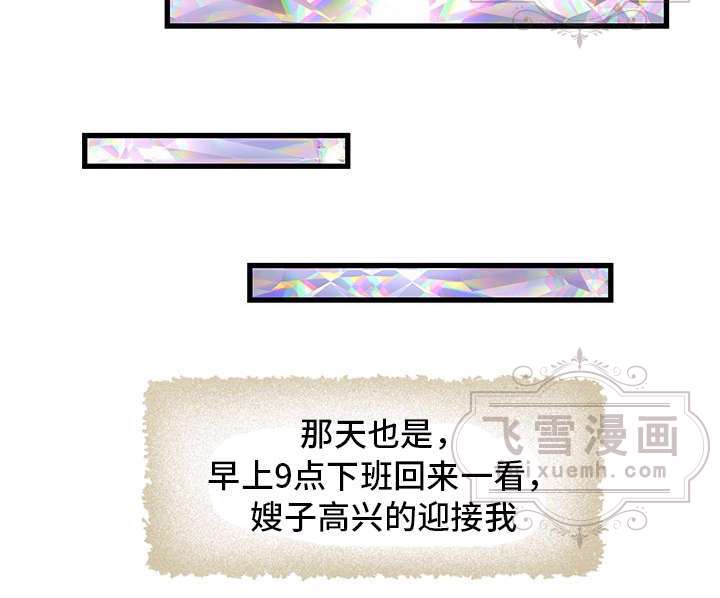 那天也是，
早上9点下班回来一看，
嫂子高兴的迎接我
飞雪漫画
feixuemh.com